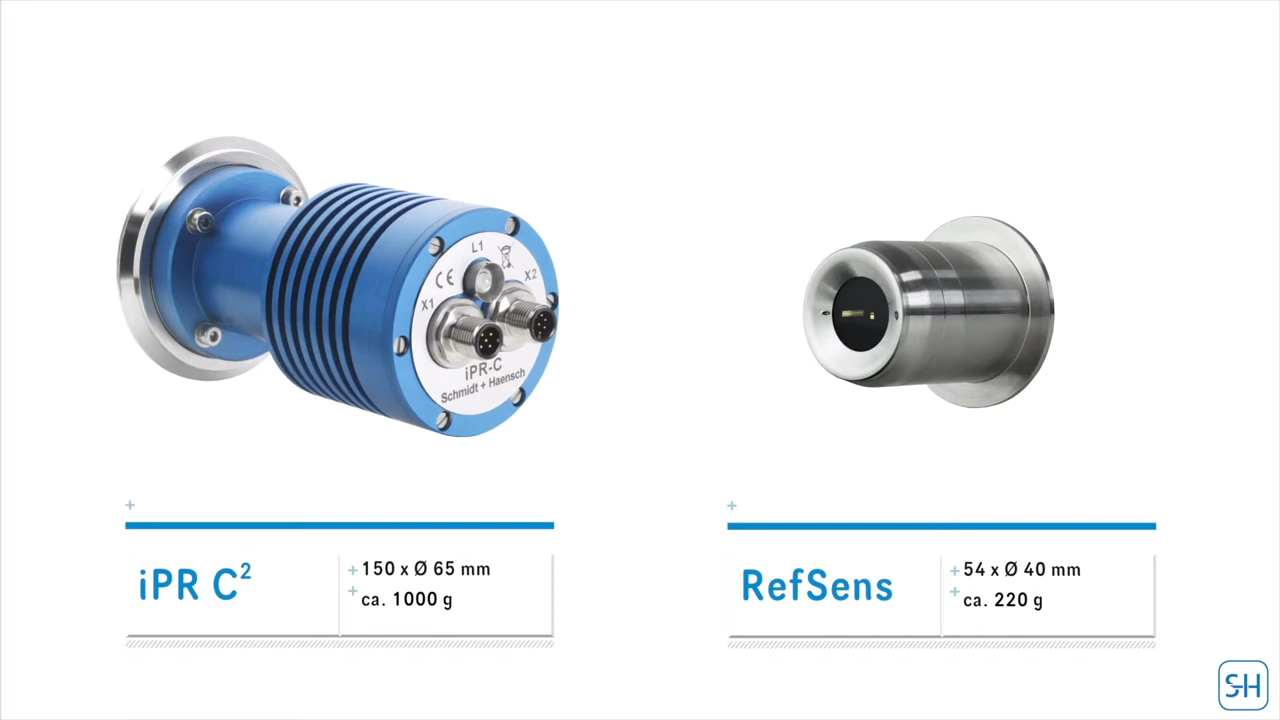 L1
CE
X1
X2
iPR-C
Schmidt + Haensch
iPR C²
+ 150 x Ø 65 mm
+ ca. 1000 g
RefSens
+ 54 x Ø 40 mm
+ ca. 220 g
S+H